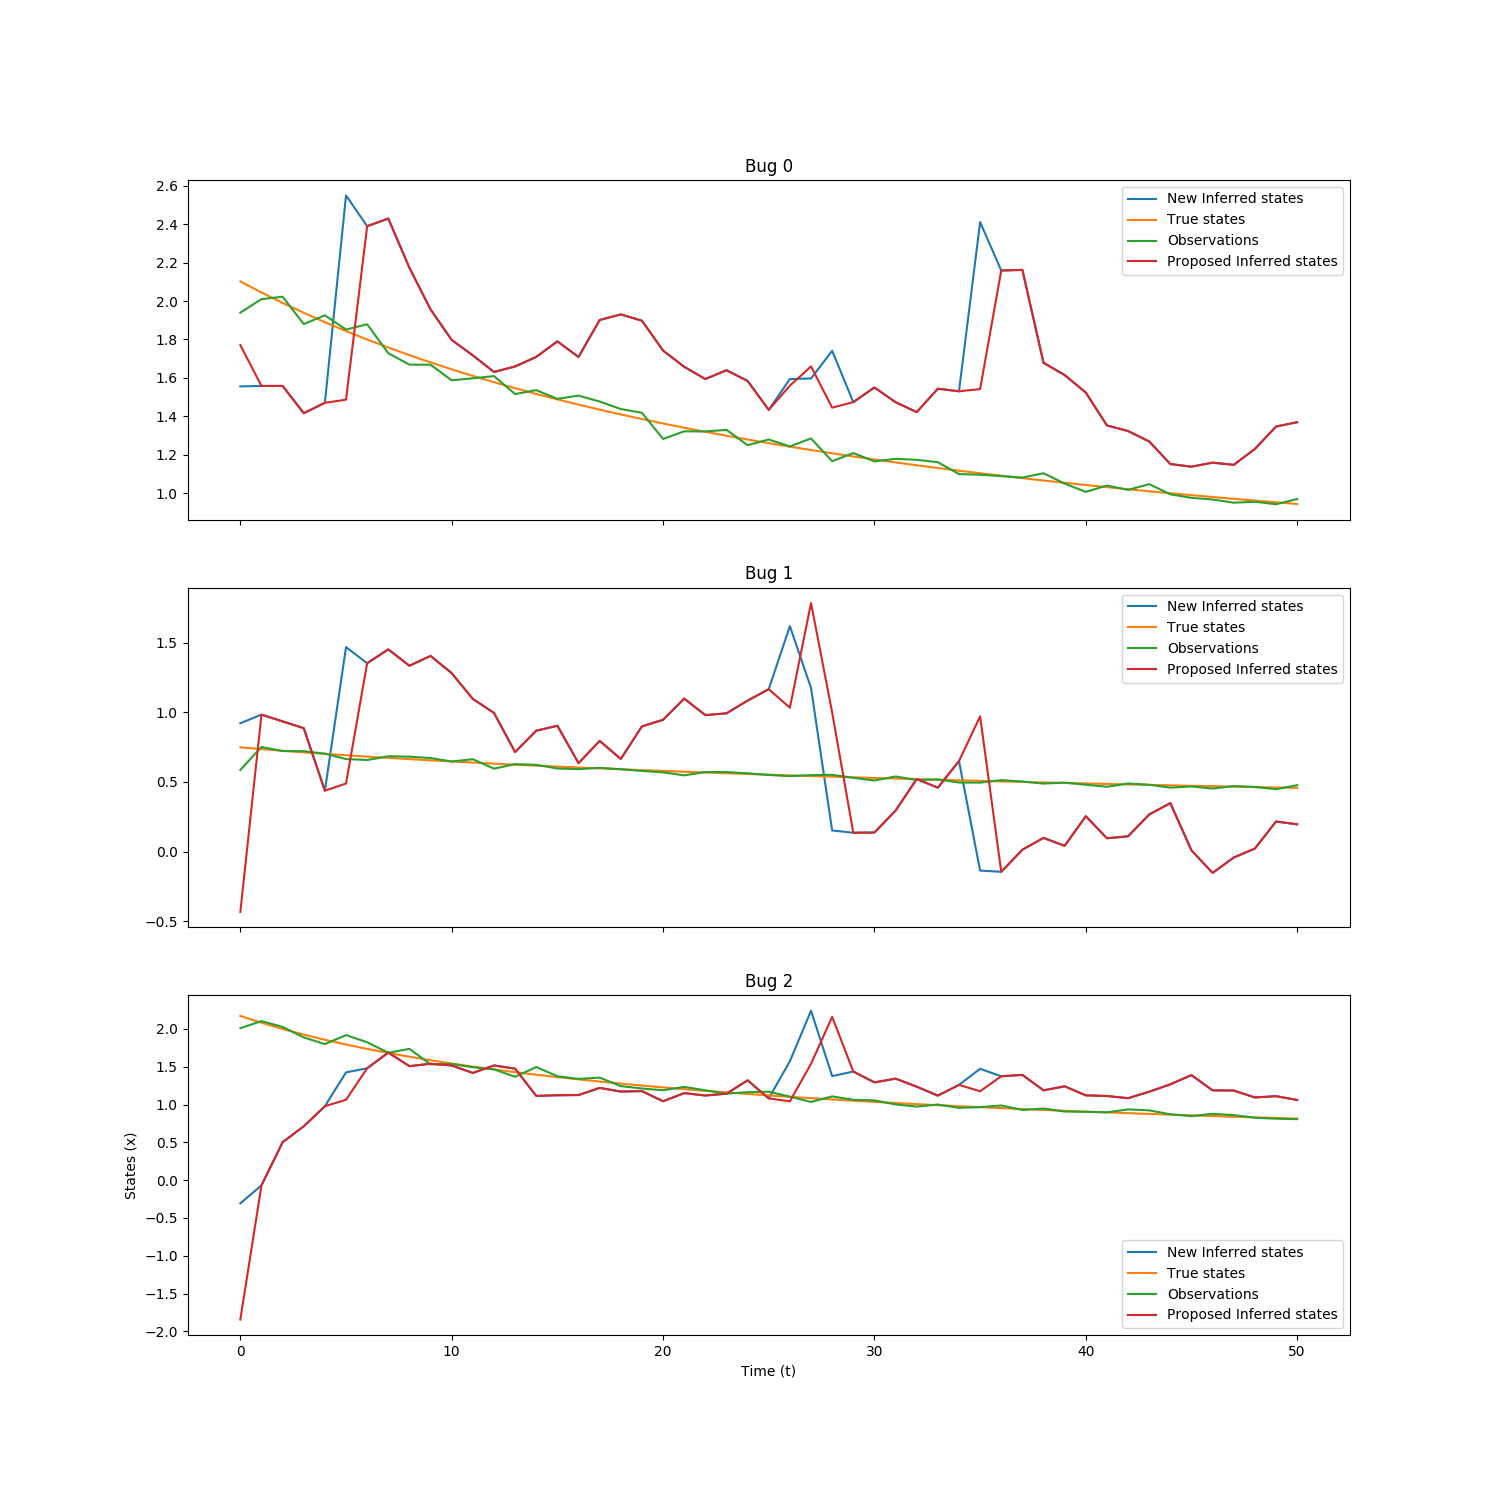 Bug 0
2.6
2.4
2.2
2.0
1.8
1.6
1.4
1.2
1.0
New Inferred states
True states
Observations
Proposed Inferred states
Bug 1
1.5
1.0
0.5
0.0
−0.5
New Inferred states
True states
Observations
Proposed Inferred states
Bug 2
2.0
1.5
1.0
0.5
0.0
−0.5
−1.0
−1.5
−2.0
States (x)
New Inferred states
True states
Observations
Proposed Inferred states
0 10 20 30 40 50
Time (t)